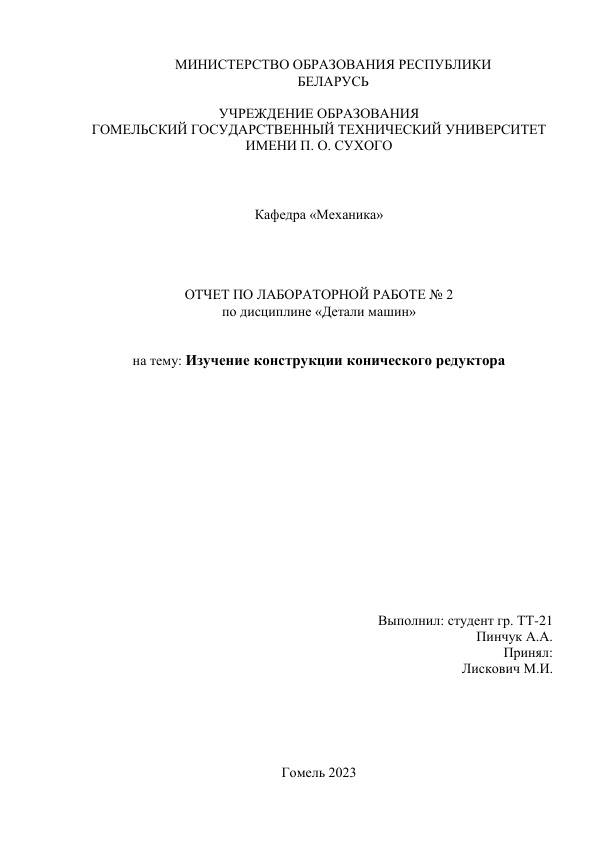 МИНИСТЕРСТВО ОБРАЗОВАНИЯ РЕСПУБЛИКИ
БЕЛАРУСЬ
УЧРЕЖДЕНИЕ ОБРАЗОВАНИЯ
ГОМЕЛЬСКИЙ ГОСУДАРСТВЕННЫЙ ТЕХНИЧЕСКИЙ УНИВЕРСИТЕТ
ИМЕНИ П. О. СУХОГО
Кафедра «Механика»
ОТЧЕТ ПО ЛАБОРАТОРНОЙ РАБОТЕ № 2
по дисциплине «Детали машин»
на тему: Изучение конструкции конического редуктора
Выполнил: студент гр. ТТ-21
Пинчук А.А.
Принял:
Лискович М.И.
Гомель 2023